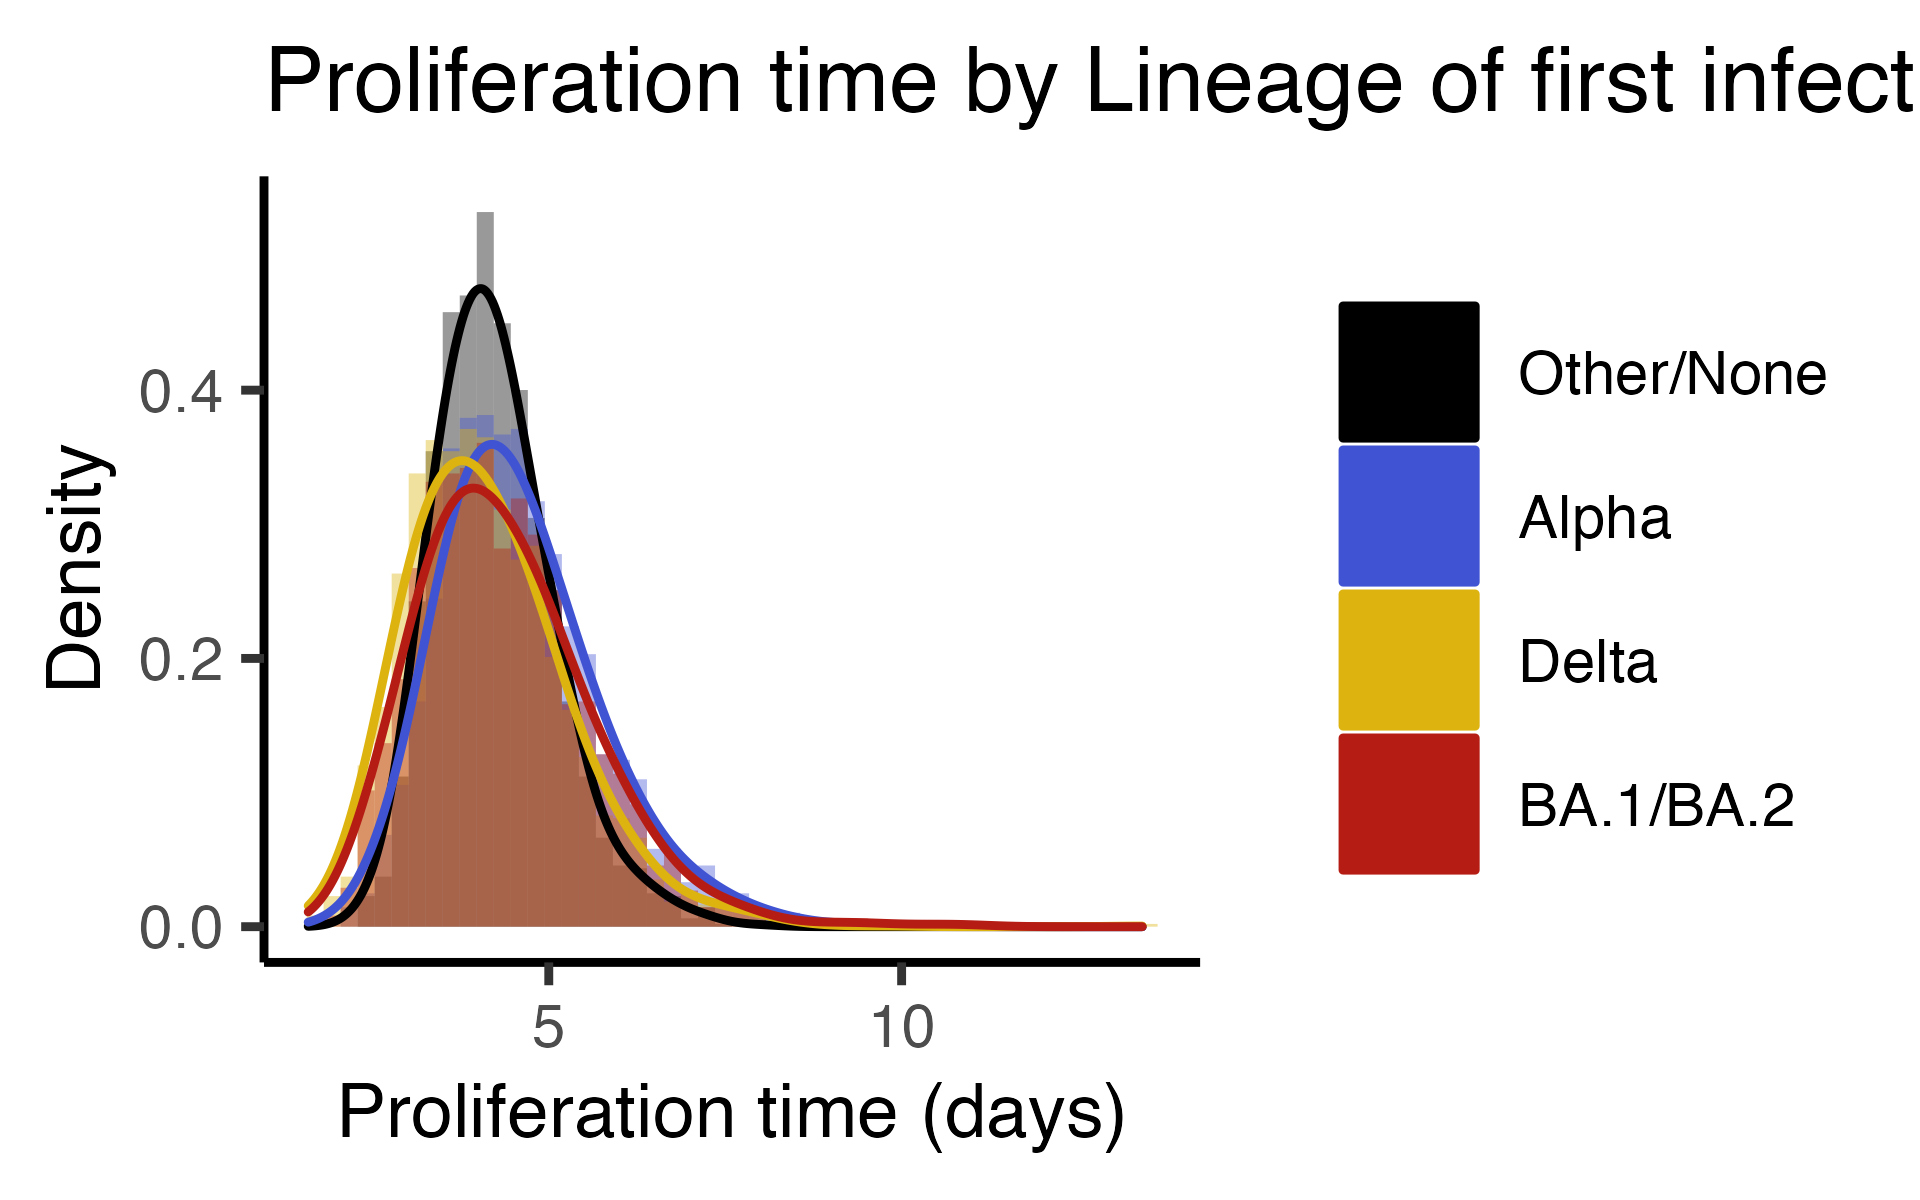 Proliferation time by Lineage of first infect
Density
0.4
0.2
0.0
5
10
Proliferation time (days)
Other/None
Alpha
Delta
BA.1/BA.2